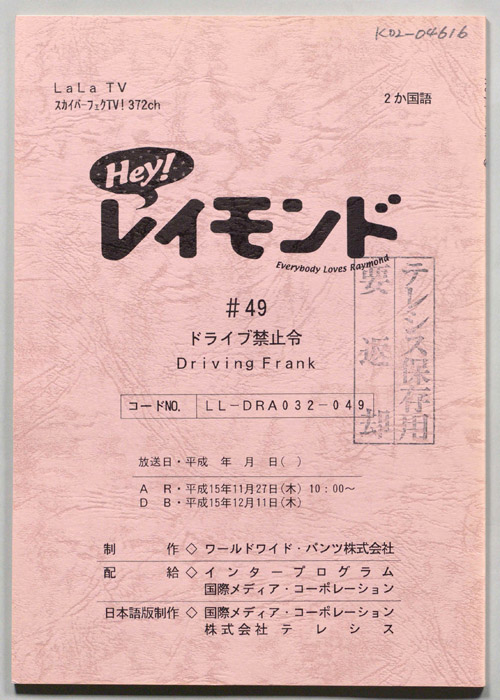 K02-04616
LaLa TV
スカイパーフェクTV! 372ch
2か国語
Hey!
レイモンド
Everybody Loves Raymond
#49
ドライブ禁止令
Driving Frank
テレシス保存用
要返却
コードNO. LL-DRA032-049
放送日・平成 年 月 日( )
A R・平成15年11月27日(木) 10:00~
D B・平成15年12月11日(木)
制作◇ワールドワイド・パンツ株式会社
配給◇インタープログラム
国際メディア・コーポレーション
日本語版制作◇国際メディア・コーポレーション
株式会社テレシス